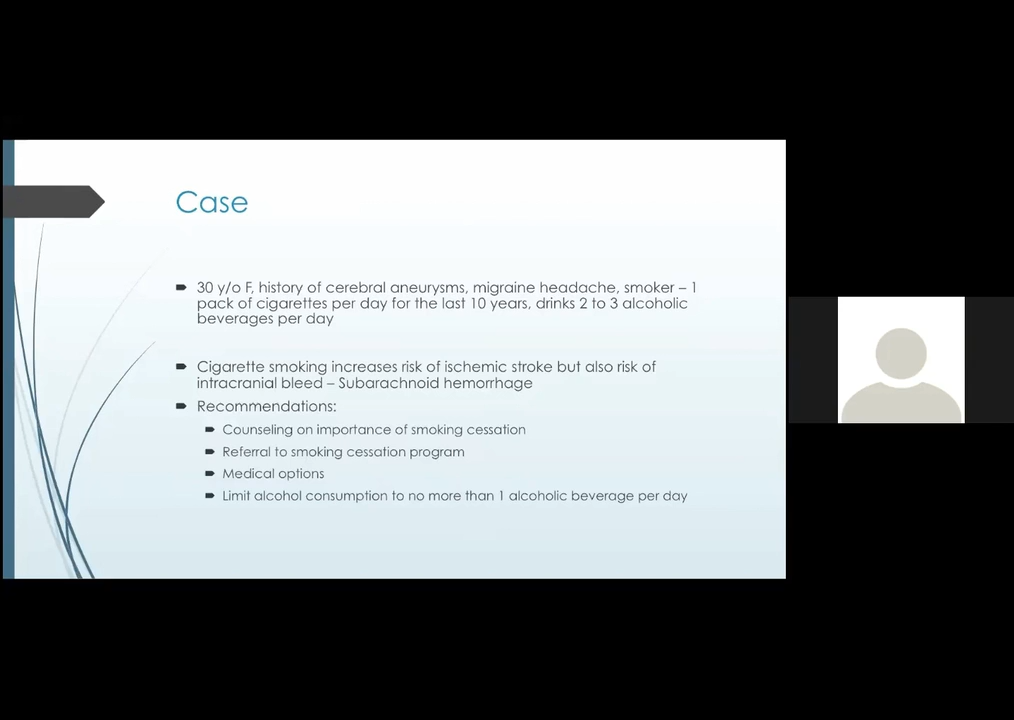 Case
30 y/o F, history of cerebral aneurysms, migraine headache, smoker – 1
pack of cigarettes per day for the last 10 years, drinks 2 to 3 alcoholic
beverages per day
Cigarette smoking increases risk of ischemic stroke but also risk of
intracranial bleed – Subarachnoid hemorrhage
Recommendations:
Counseling on importance of smoking cessation
Referral to smoking cessation program
Medical options
Limit alcohol consumption to no more than 1 alcoholic beverage per day